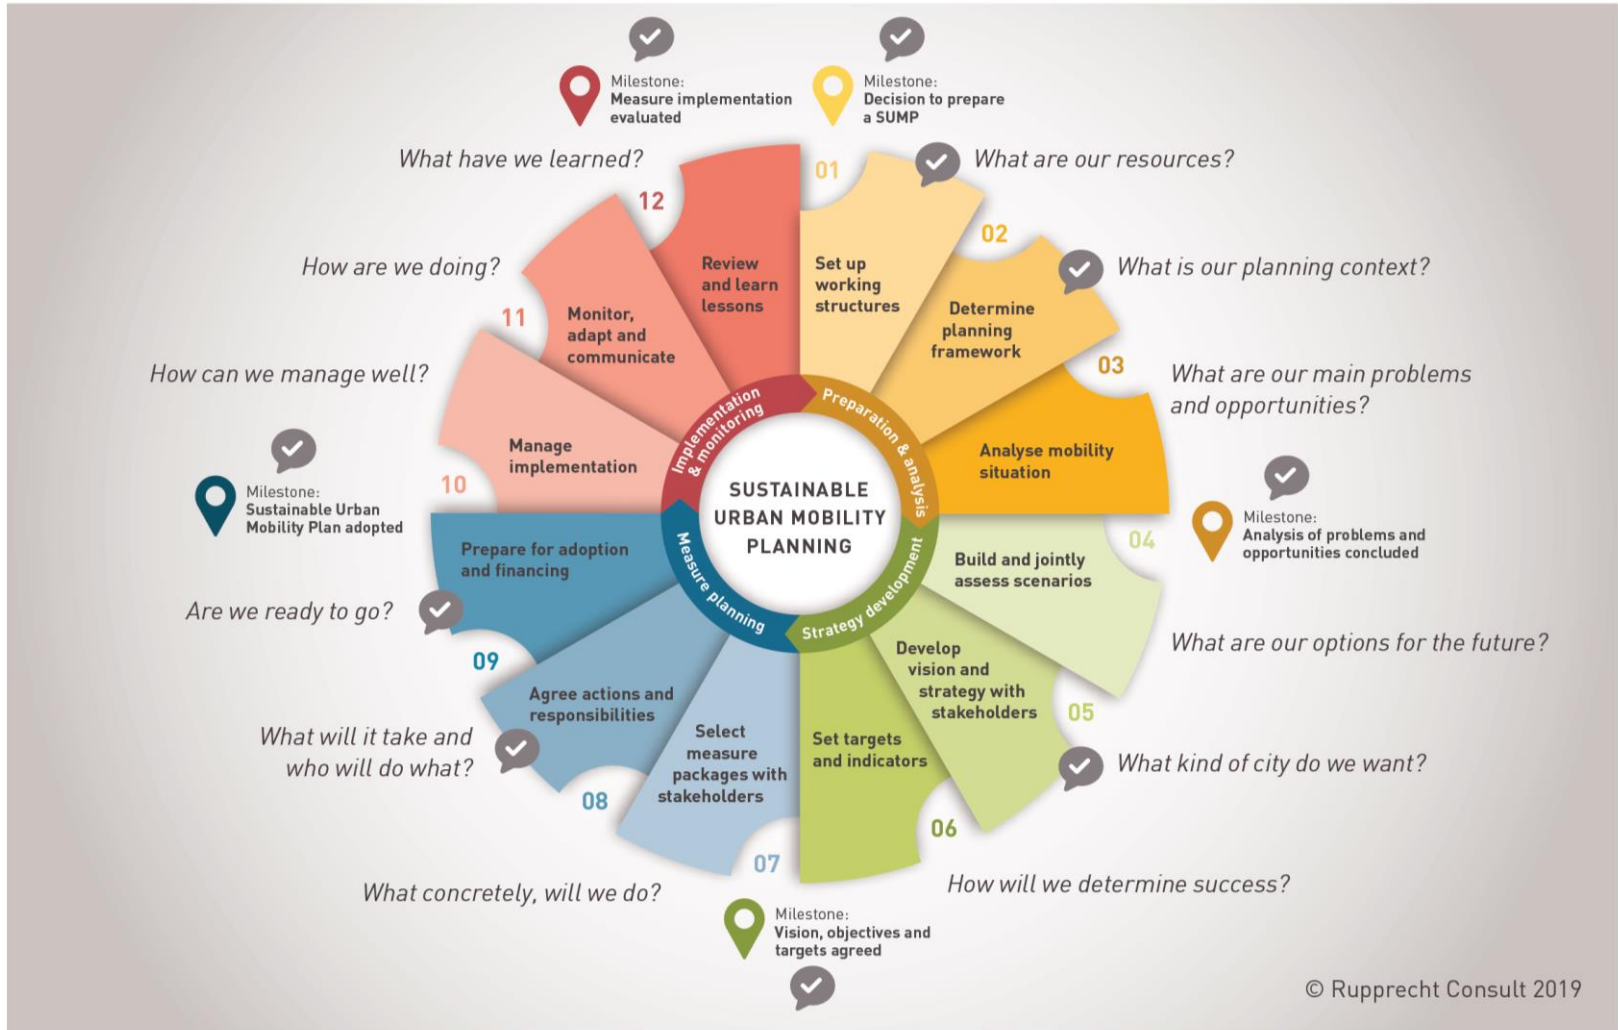 Milestone:
Measure implementation
evaluated
Milestone:
Decision to prepare
a SUMP
What have we learned?
What are our resources?
01
Set up
working
structures
02
What is our planning context?
Determine
planning
framework
03
What are our main problems
and opportunities?
Analyse mobility
situation
Milestone:
Analysis of problems and
opportunities concluded
04
Build and jointly
assess scenarios
What are our options for the future?
05
Develop
vision and
strategy with
stakeholders
What kind of city do we want?
06
Set targets
and indicators
How will we determine success?
Milestone:
Vision, objectives and
targets agreed
07
Select
measure
packages with
stakeholders
What concretely, will we do?
08
Agree actions and
responsibilities
What will it take and
who will do what?
09
Prepare for adoption
and financing
Are we ready to go?
Milestone:
Sustainable Urban
Mobility Plan adopted
10
Manage
implementation
How can we manage well?
11
Monitor,
adapt and
communicate
How are we doing?
12
Review
and learn
lessons
Preparation & analysis
Strategy development
Measure planning
Implementation
& monitoring
SUSTAINABLE
URBAN MOBILITY
PLANNING
© Rupprecht Consult 2019